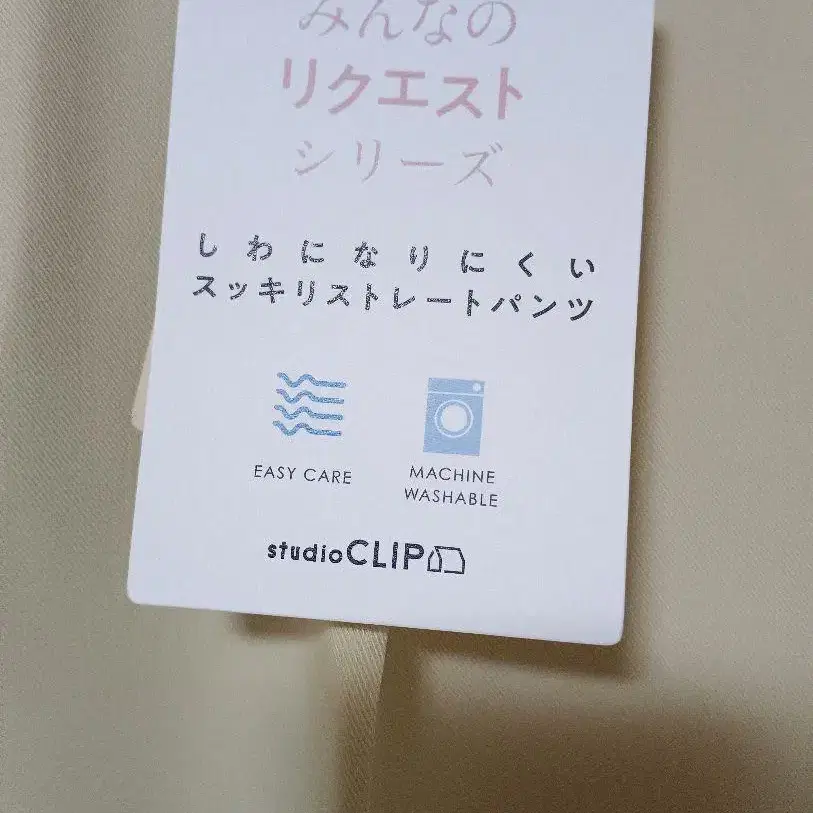 みんなの
リクエスト
シリーズ
しわになりにくい
スッキリストレートパンツ
EASY CARE
MACHINE
WASHABLE
studioCLIP